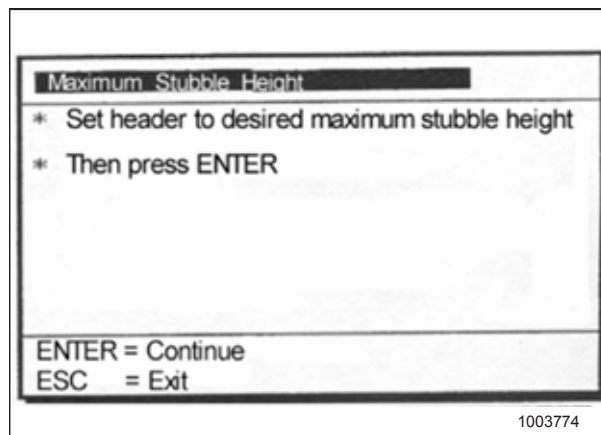 Maximum Stubble Height
* Set header to desired maximum stubble height
* Then press ENTER
ENTER = Continue
ESC = Exit
1003774